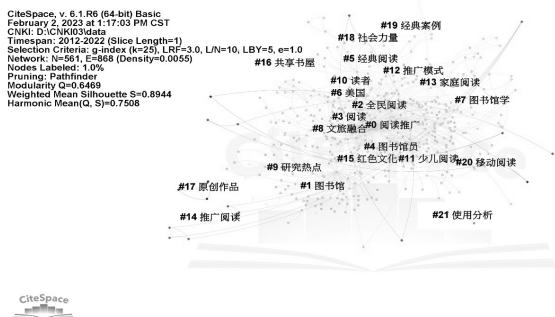 CiteSpace, v. 6.1.R6 (64-bit) Basic
February 2, 2023 at 1:17:03 PM CST
CNKI: D:\CNKI03\data
Timespan: 2012-2022 (Slice Length=1)
Selection Criteria: g-index (k=25), LRF=3.0, L/N=10, LBY=5, e=1.0
Network: N=561, E=868 (Density=0.0055)
Nodes Labeled: 1.0%
Pruning: Pathfinder
Modularity Q=0.6469
Weighted Mean Silhouette S=0.8944
Harmonic Mean(Q, S)=0.7508
#19 经典案例
#18 社会力量
#16 共享书屋
#5 经典阅读
#12 推广模式
#10 读者
#13 家庭阅读
#6 美国
#7 图书馆学
#2 全民阅读
#3 阅读
#8 文旅融合
#0 阅读推广
#4 图书馆员
#15 红色文化
#11 少儿阅读
#20 移动阅读
#9 研究热点
#17 原创作品
#1 图书馆
#14 推广阅读
#21 使用分析
CiteSpace